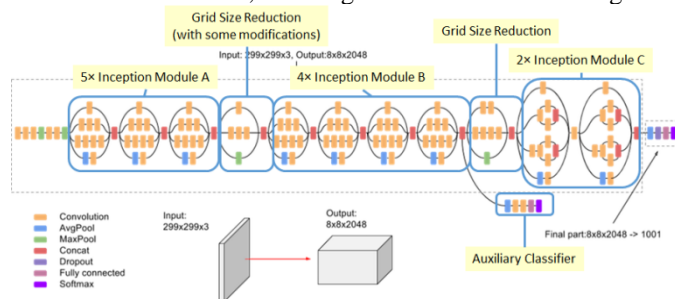 Grid Size Reduction
(with some modifications)
Grid Size Reduction
Input: 299x299x3, Output:8x8x2048
5× Inception Module A
4× Inception Module B
2× Inception Module C
Convolution
AvgPool
MaxPool
Concat
Dropout
Fully connected
Softmax
Input:
299x299x3
Output:
8x8x2048
Final part:8x8x2048 -> 1001
Auxiliary Classifier